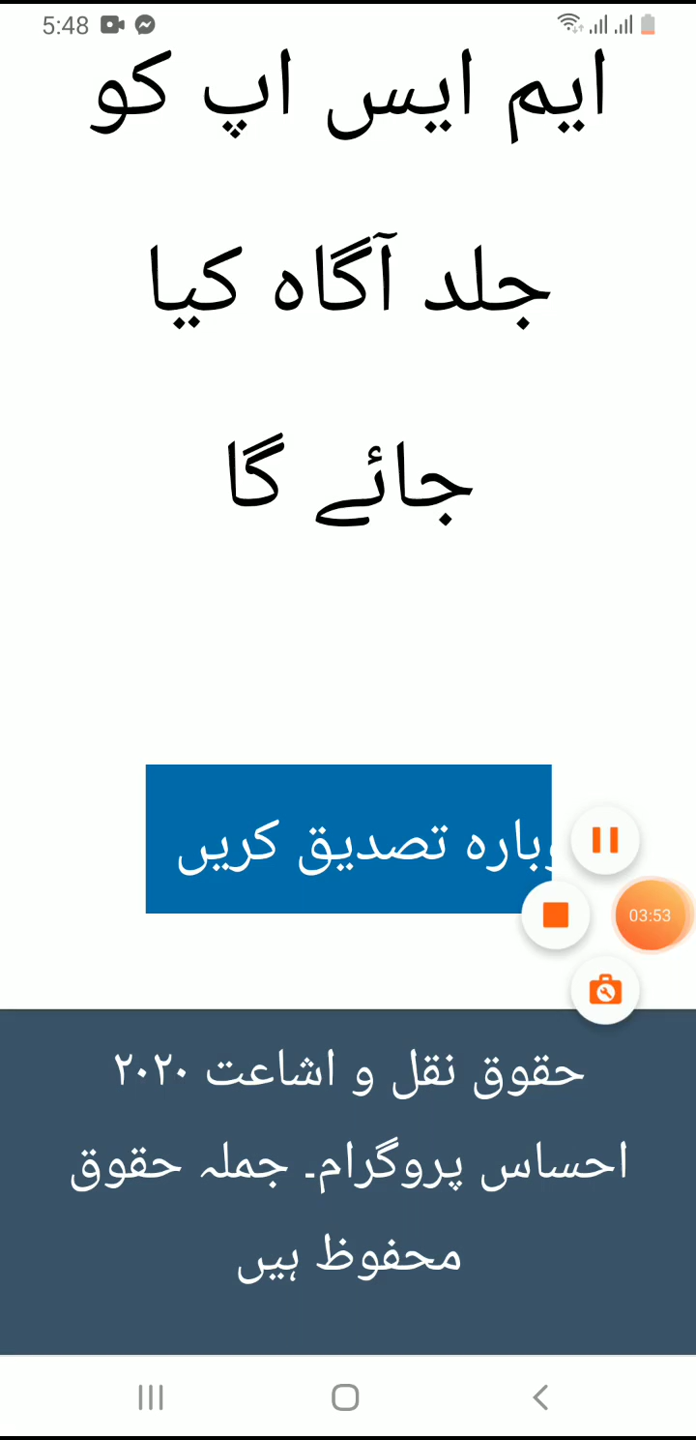 5:48
ایم ایس اپ کو
جلد آگاہ کیا
جائے گا
تصدیق کریں
03:53
حقوق نقل و اشاعت ۲۰۲۰
احساس پروگرام۔ جملہ حقوق
محفوظ ہیں